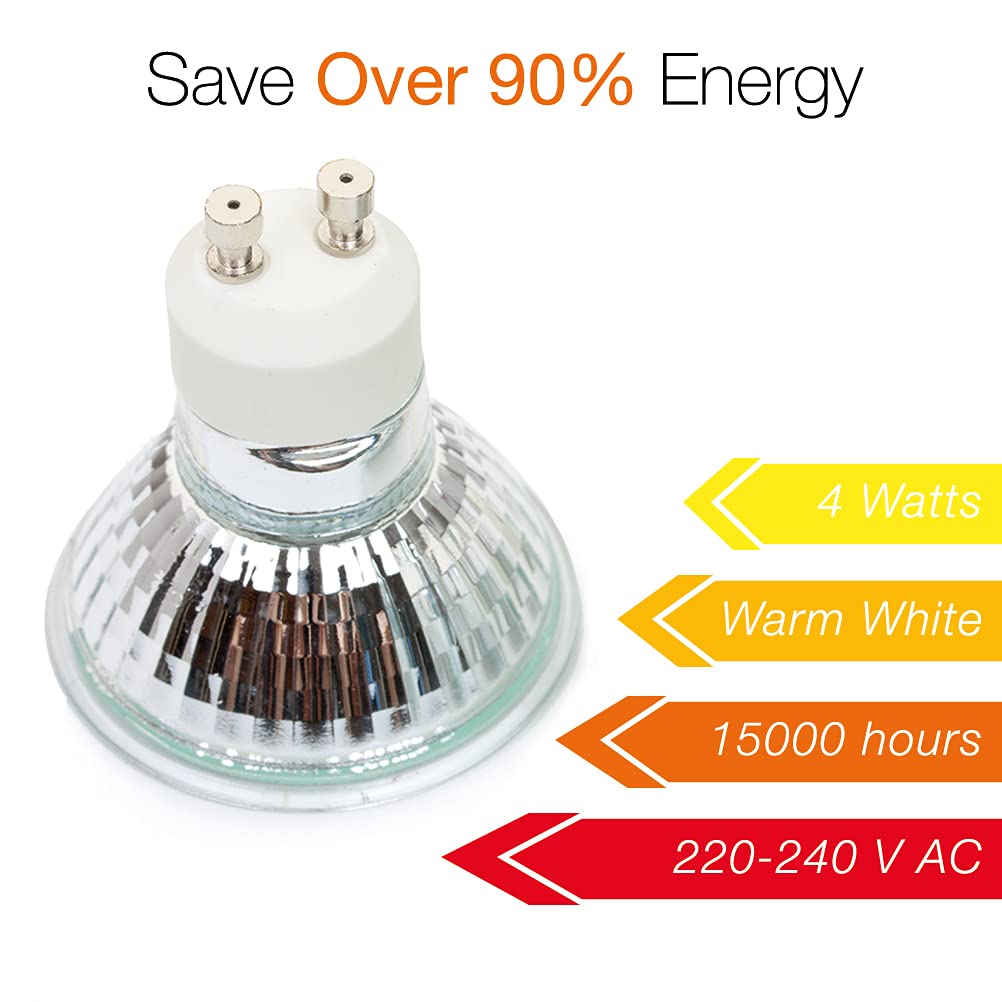 Save Over 90% Energy
4 Watts
Warm White
15000 hours
220-240 V AC